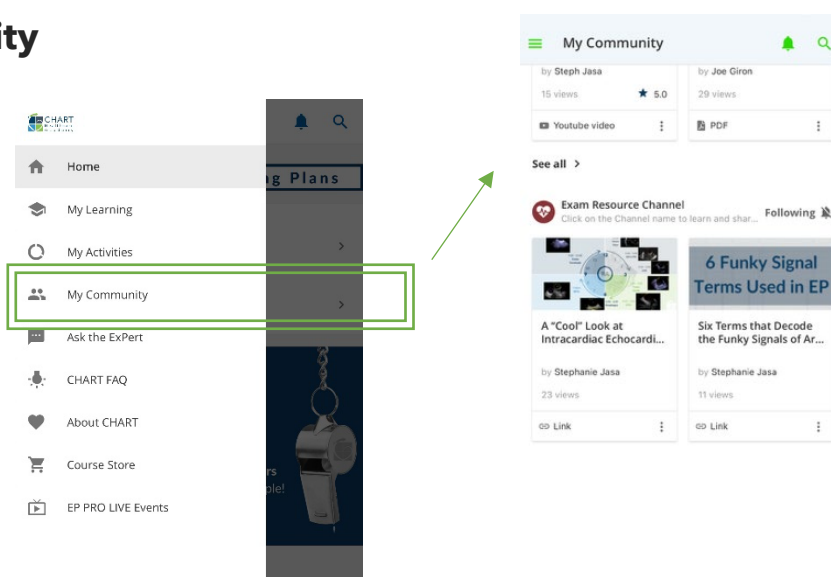 ity
CHART
Home
My Learning
My Activities
My Community
Ask the ExPert
CHART FAQ
About CHART
Course Store
EP PRO LIVE Events
g Plans
rs
ple!
My Community
by Steph Jasa
by Joe Giron
15 views
5.0
29 views
Youtube video
PDF
See all
Exam Resource Channel
Click on the Channel name to learn and shar...
Following
6 Funky Signal
Terms Used in EP
A "Cool" Look at
Intracardiac Echocardi...
Six Terms that Decode
the Funky Signals of Ar...
by Stephanie Jasa
by Stephanie Jasa
23 views
11 views
Link
Link